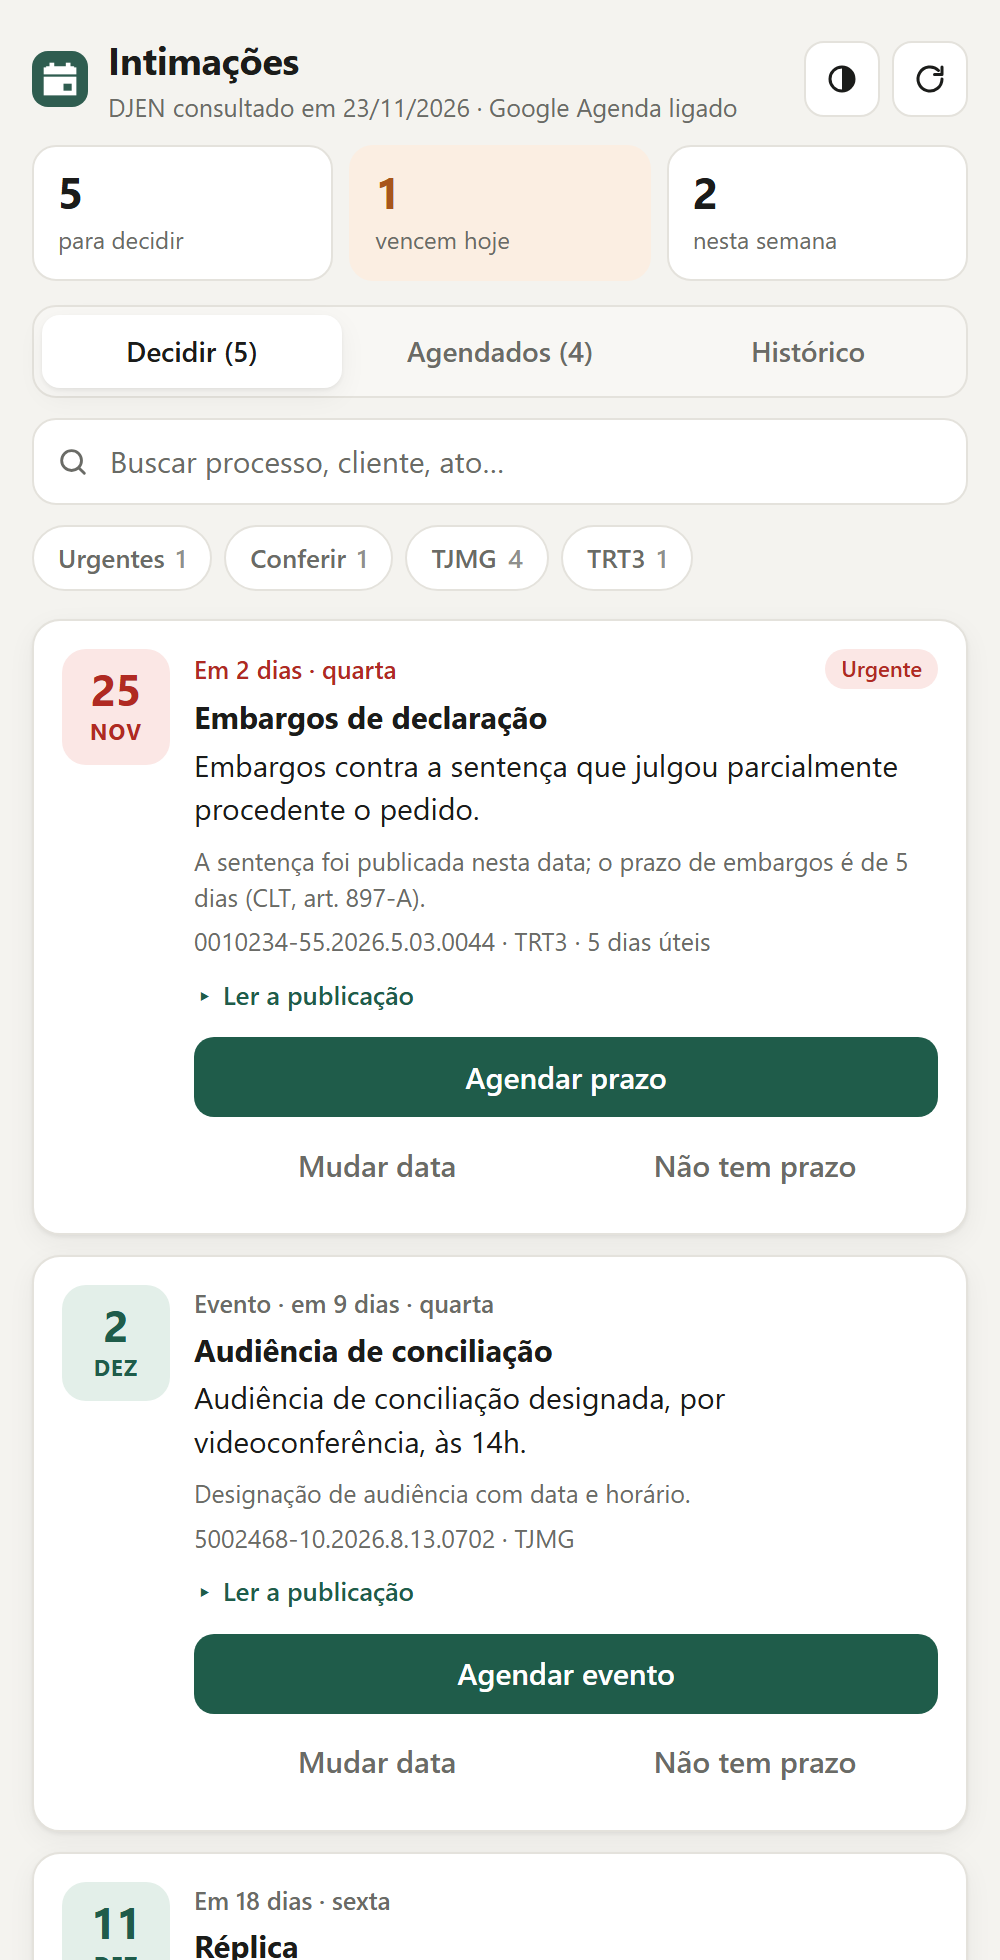 Intimações
DJEN consultado em 23/11/2026 · Google Agenda ligado
5
para decidir
1
vencem hoje
2
nesta semana
Decidir (5)
Agendados (4)
Histórico
Buscar processo, cliente, ato...
Urgentes 1
Conferir 1
TJMG 4
TRT3 1
25
NOV
Em 2 dias · quarta
Urgente
Embargos de declaração
Embargos contra a sentença que julgou parcialmente
procedente o pedido.
A sentença foi publicada nesta data; o prazo de embargos é de 5
dias (CLT, art. 897-A).
0010234-55.2026.5.03.0044 · TRT3 · 5 dias úteis
Ler a publicação
Agendar prazo
Mudar data
Não tem prazo
2
DEZ
Evento · em 9 dias · quarta
Audiência de conciliação
Audiência de conciliação designada, por
videoconferência, às 14h.
Designação de audiência com data e horário.
5002468-10.2026.8.13.0702 · TJMG
Ler a publicação
Agendar evento
Mudar data
Não tem prazo
11
DEZ
Em 18 dias · sexta
Réplica